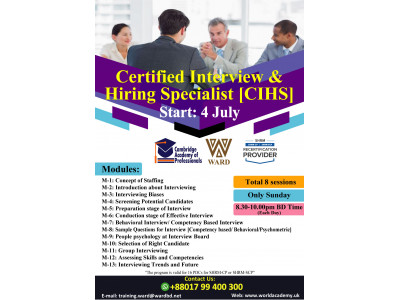 Certified Interview &
Hiring Specialist [CIHS]
Start: 4 July
Cambridge
Academy of
Professionals
WARD
SHRM
RECERTIFICATION
PROVIDER
Modules:
M-1: Concept of Staffing
M-2: Introduction about Interviewing
M-3: Interviewing Biases
M-4: Screening Potential Candidates
M-5: Preparation stage of Interview
M-6: Conduction stage of Effective Interview
M-7: Behavioral Interview/ Competency Based Interview
M-8: Sample Questions for Interview [Competency based/ Behavioral/Psychometric]
M-9: People psychology at Interview Board
M-10: Selection of Right Candidate
M-11: Group Interviewing
M-12: Assessing Skills and Competencies
M-13: Interviewing Trends and Future
Total 8 sessions
Only Sunday
8.30-10.00pm BD Time
(Each Day)
Contact Us:
+88017 99 400 300
E-mail: training.ward@wardbd.net
Web: www.worldacademy.uk